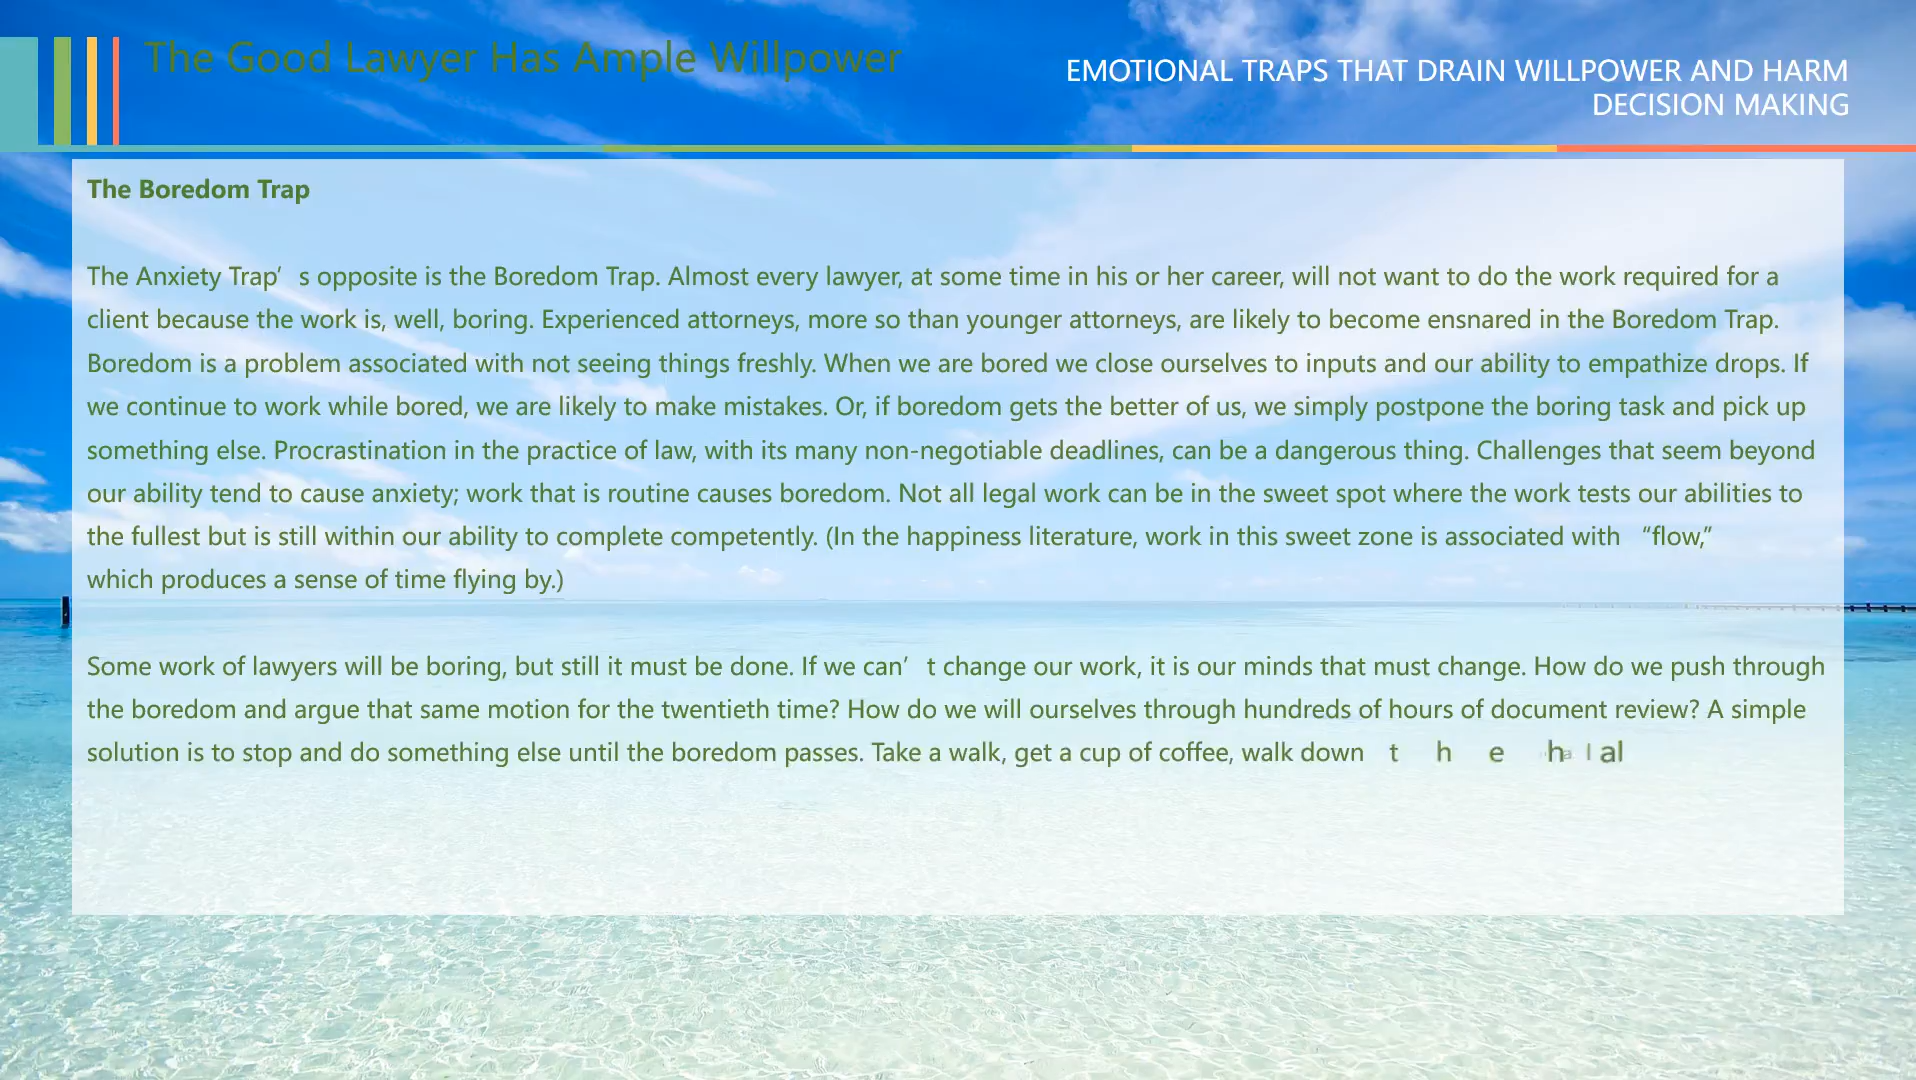 The Good Lawyer Has Ample Willpower
EMOTIONAL TRAPS THAT DRAIN WILLPOWER AND HARM
DECISION MAKING
The Boredom Trap
The Anxiety Trap’s opposite is the Boredom Trap. Almost every lawyer, at some time in his or her career, will not want to do the work required for a
client because the work is, well, boring. Experienced attorneys, more so than younger attorneys, are likely to become ensnared in the Boredom Trap.
Boredom is a problem associated with not seeing things freshly. When we are bored we close ourselves to inputs and our ability to empathize drops. If
we continue to work while bored, we are likely to make mistakes. Or, if boredom gets the better of us, we simply postpone the boring task and pick up
something else. Procrastination in the practice of law, with its many non-negotiable deadlines, can be a dangerous thing. Challenges that seem beyond
our ability tend to cause anxiety; work that is routine causes boredom. Not all legal work can be in the sweet spot where the work tests our abilities to
the fullest but is still within our ability to complete competently. (In the happiness literature, work in this sweet zone is associated with “flow,”
which produces a sense of time flying by.)
Some work of lawyers will be boring, but still it must be done. If we can’t change our work, it is our minds that must change. How do we push through
the boredom and argue that same motion for the twentieth time? How do we will ourselves through hundreds of hours of document review? A simple
solution is to stop and do something else until the boredom passes. Take a walk, get a cup of coffee, walk down the